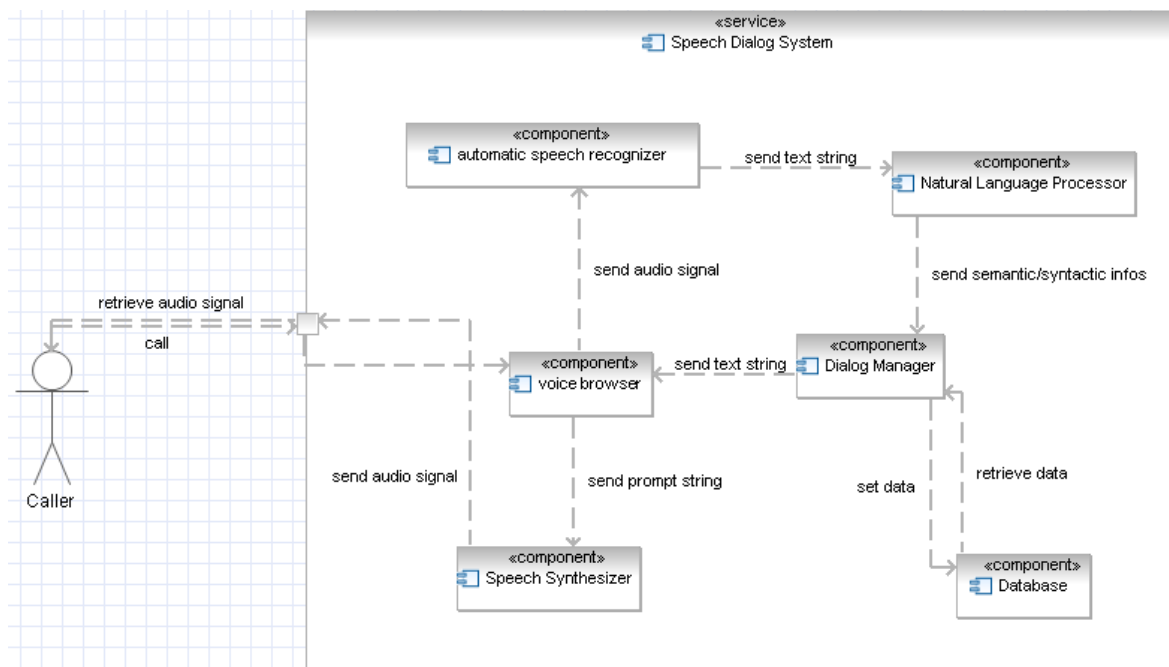 «service»
Speech Dialog System
«component»
automatic speech recognizer
send text string
«component»
Natural Language Processor
send audio signal
send semantic/syntactic infos
retrieve audio signal
call
«component»
voice browser
send text string
«component»
Dialog Manager
Caller
send audio signal
send prompt string
set data
retrieve data
«component»
Speech Synthesizer
«component»
Database